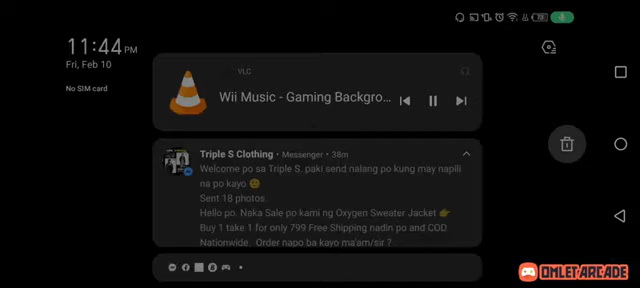 11:44 PM
Fri, Feb 10
No SIM card
VLC
Wii Music - Gaming Backgro...
Triple S Clothing • Messenger • 38m
Welcome po sa Triple S. paki send nalang po kung may napili
na po kayo 😉
Sent 18 photos.
Hello po. Naka Sale po kami ng Oxygen Sweater Jacket 👉
Buy 1 take 1 for only 799 Free Shipping nadin po and COD
Nationwide. Order napo ba kayo ma'am/sir ?
OMLET ARCADE